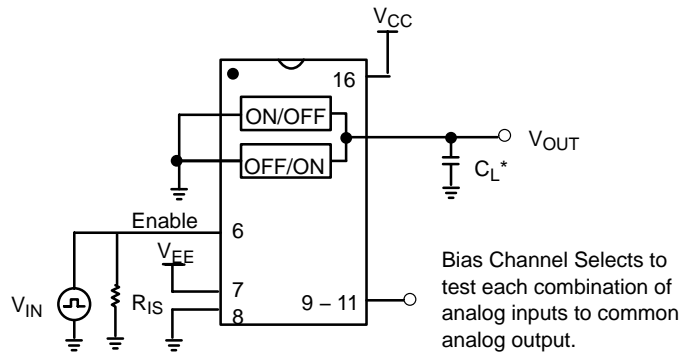 VCC
16
ON/OFF
VOUT
OFF/ON
CL*
Enable
6
VEE
Bias Channel Selects to
test each combination of
analog inputs to common
analog output.
7
VIN
RIS
9 – 11
8